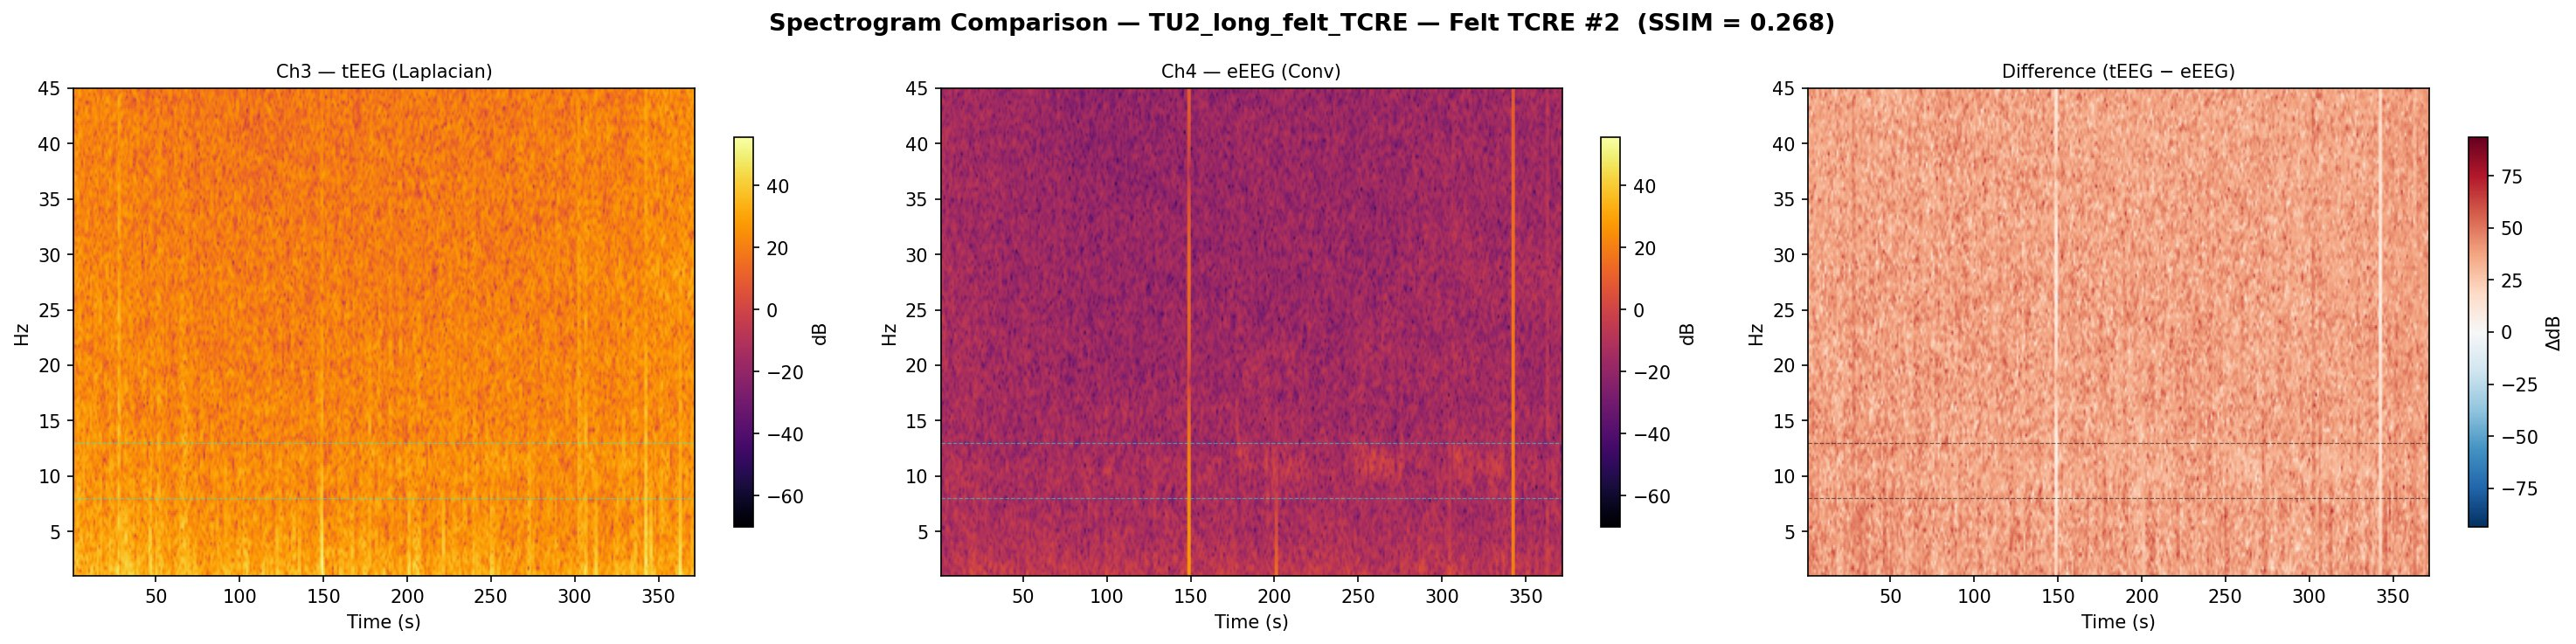 Spectrogram Comparison — TU2_long_felt_TCRE — Felt TCRE #2  (SSIM = 0.268)
Ch3 — tEEG (Laplacian)
45
40
35
30
25
20
15
10
5
Hz
50 100 150 200 250 300 350
Time (s)
40
20
0
−20
−40
−60
dB
Ch4 — eEEG (Conv)
45
40
35
30
25
20
15
10
5
Hz
50 100 150 200 250 300 350
Time (s)
40
20
0
−20
−40
−60
dB
Difference (tEEG − eEEG)
45
40
35
30
25
20
15
10
5
Hz
50 100 150 200 250 300 350
Time (s)
75
50
25
0
−25
−50
−75
ΔdB